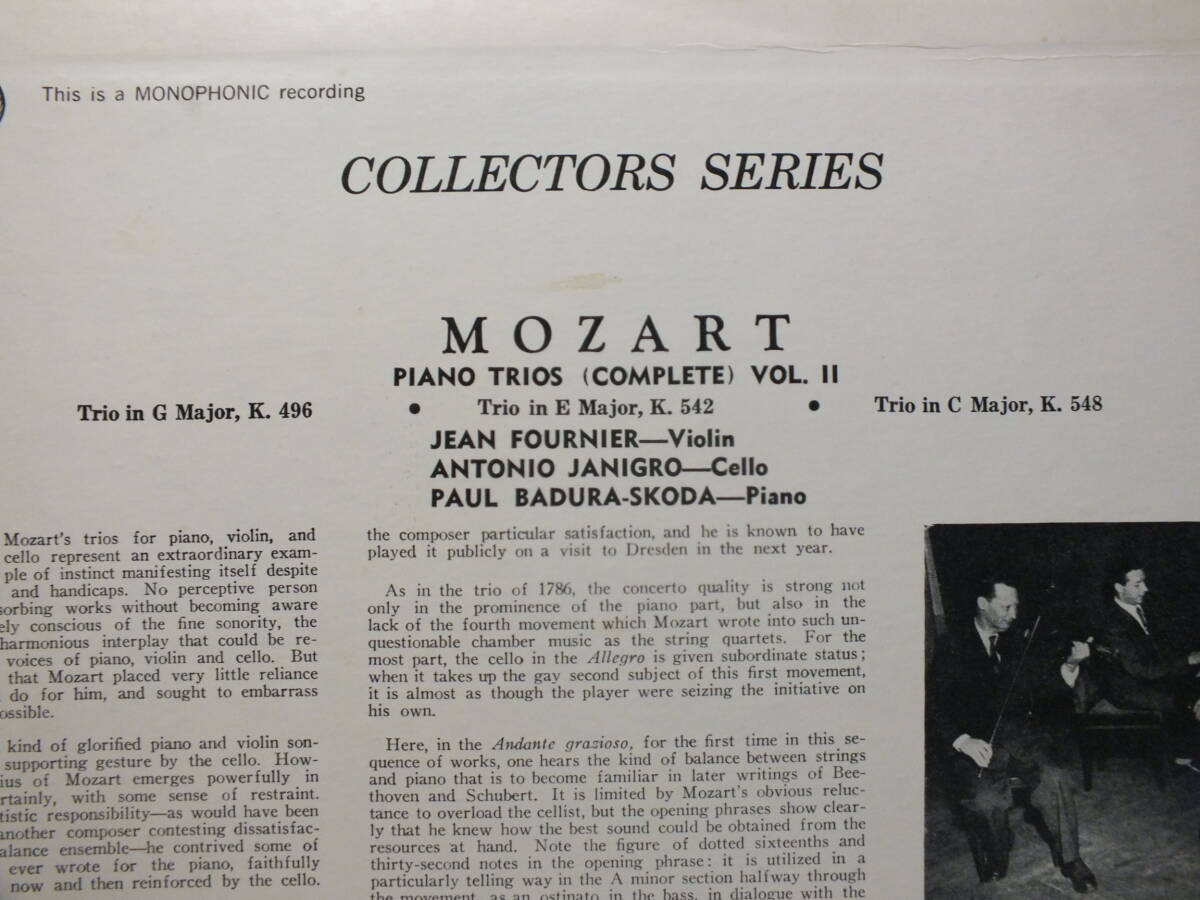 This is a MONOPHONIC recording
COLLECTORS SERIES
MOZART
PIANO TRIOS (COMPLETE) VOL. II
Trio in G Major, K. 496 • Trio in E Major, K. 542 • Trio in C Major, K. 548
JEAN FOURNIER—Violin
ANTONIO JANIGRO—Cello
PAUL BADURA-SKODA—Piano
Mozart's trios for piano, violin, and
cello represent an extraordinary exam-
ple of instinct manifesting itself despite
and handicaps. No perceptive person
sorbing works without becoming aware
ely conscious of the fine sonority, the
harmonious interplay that could be re-
voices of piano, violin and cello. But
that Mozart placed very little reliance
do for him, and sought to embarrass
ossible.
kind of glorified piano and violin son-
supporting gesture by the cello. How-
ius of Mozart emerges powerfully in
rtainly, with some sense of restraint.
tistic responsibility—as would have been
another composer contesting dissatisfac-
alance ensemble—he contrived some of
ever wrote for the piano, faithfully
now and then reinforced by the cello.
the composer particular satisfaction, and he is known to have
played it publicly on a visit to Dresden in the next year.
As in the trio of 1786, the concerto quality is strong not
only in the prominence of the piano part, but also in the
lack of the fourth movement which Mozart wrote into such un-
questionable chamber music as the string quartets. For the
most part, the cello in the Allegro is given subordinate status;
when it takes up the gay second subject of this first movement,
it is almost as though the player were seizing the initiative on
his own.
Here, in the Andante grazioso, for the first time in this se-
quence of works, one hears the kind of balance between strings
and piano that is to become familiar in later writings of Bee-
thoven and Schubert. It is limited by Mozart's obvious reluc-
tance to overload the cellist, but the opening phrases show clear-
ly that he knew how the best sound could be obtained from the
resources at hand. Note the figure of dotted sixteenths and
thirty-second notes in the opening phrase: it is utilized in a
particularly telling way in the A minor section halfway through
the movement, as an ostinato in the bass, in dialogue with the